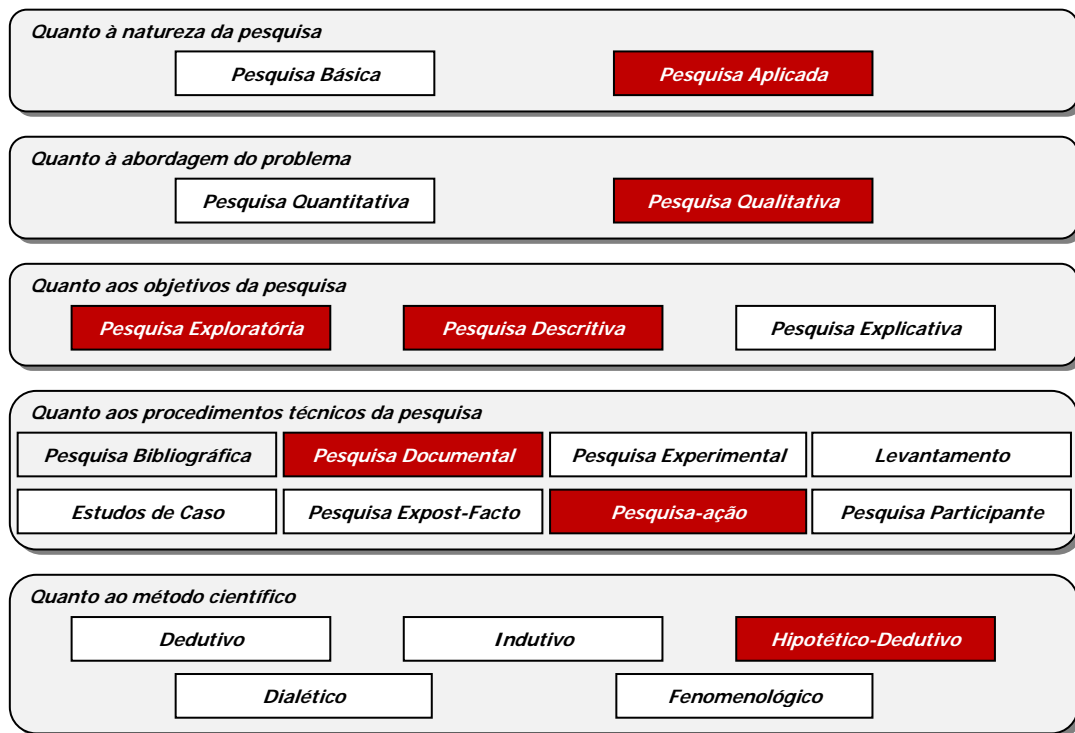 Quanto à natureza da pesquisa
Pesquisa Básica
Pesquisa Aplicada
Quanto à abordagem do problema
Pesquisa Quantitativa
Pesquisa Qualitativa
Quanto aos objetivos da pesquisa
Pesquisa Exploratória
Pesquisa Descritiva
Pesquisa Explicativa
Quanto aos procedimentos técnicos da pesquisa
Pesquisa Bibliográfica
Pesquisa Documental
Pesquisa Experimental
Levantamento
Estudos de Caso
Pesquisa Expost-Facto
Pesquisa-ação
Pesquisa Participante
Quanto ao método científico
Dedutivo
Indutivo
Hipotético-Dedutivo
Dialético
Fenomenológico